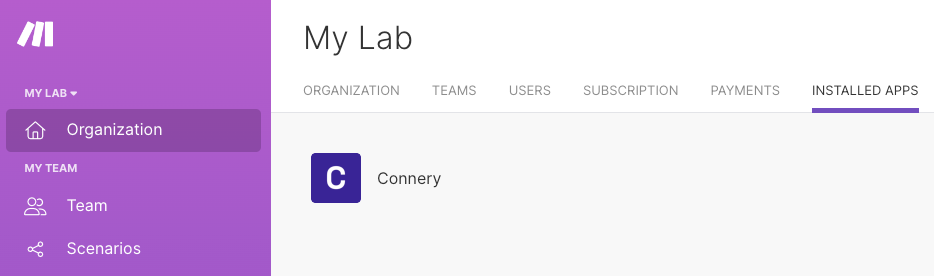 MY LAB
Organization
MY TEAM
Team
Scenarios
My Lab
ORGANIZATION TEAMS USERS SUBSCRIPTION PAYMENTS INSTALLED APPS
C Connery